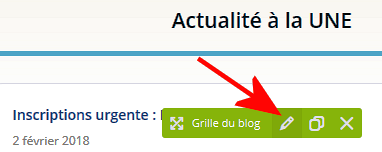 Actualité à la UNE
Inscriptions urgente :
Grille du blog
2 février 2018